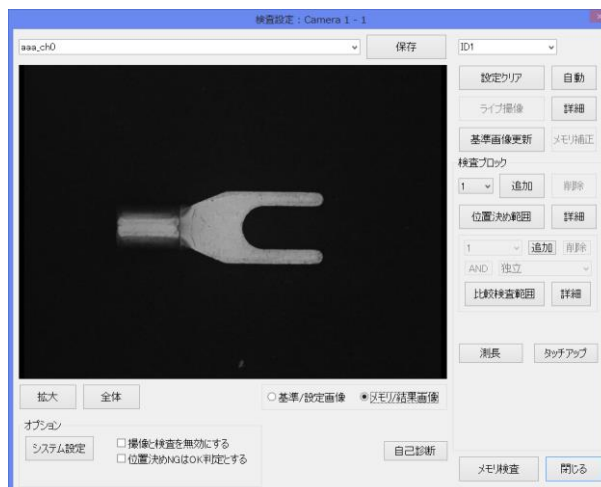 検査設定 : Camera 1 - 1
aaa_ch0 保存 ID1
設定クリア 自動
ライブ撮像 詳細
基準画像更新 メモリ補正
検査ブロック
1 追加 削除
位置決め範囲 詳細
1 追加 削除
AND 独立
比較検査範囲 詳細
測長 タッチアップ
拡大 全体 基準/設定画像 メモリ/結果画像
オプション
システム設定 撮像と検査を無効にする
位置決めNGはOK判定とする
自己診断
メモリ検査 閉じる